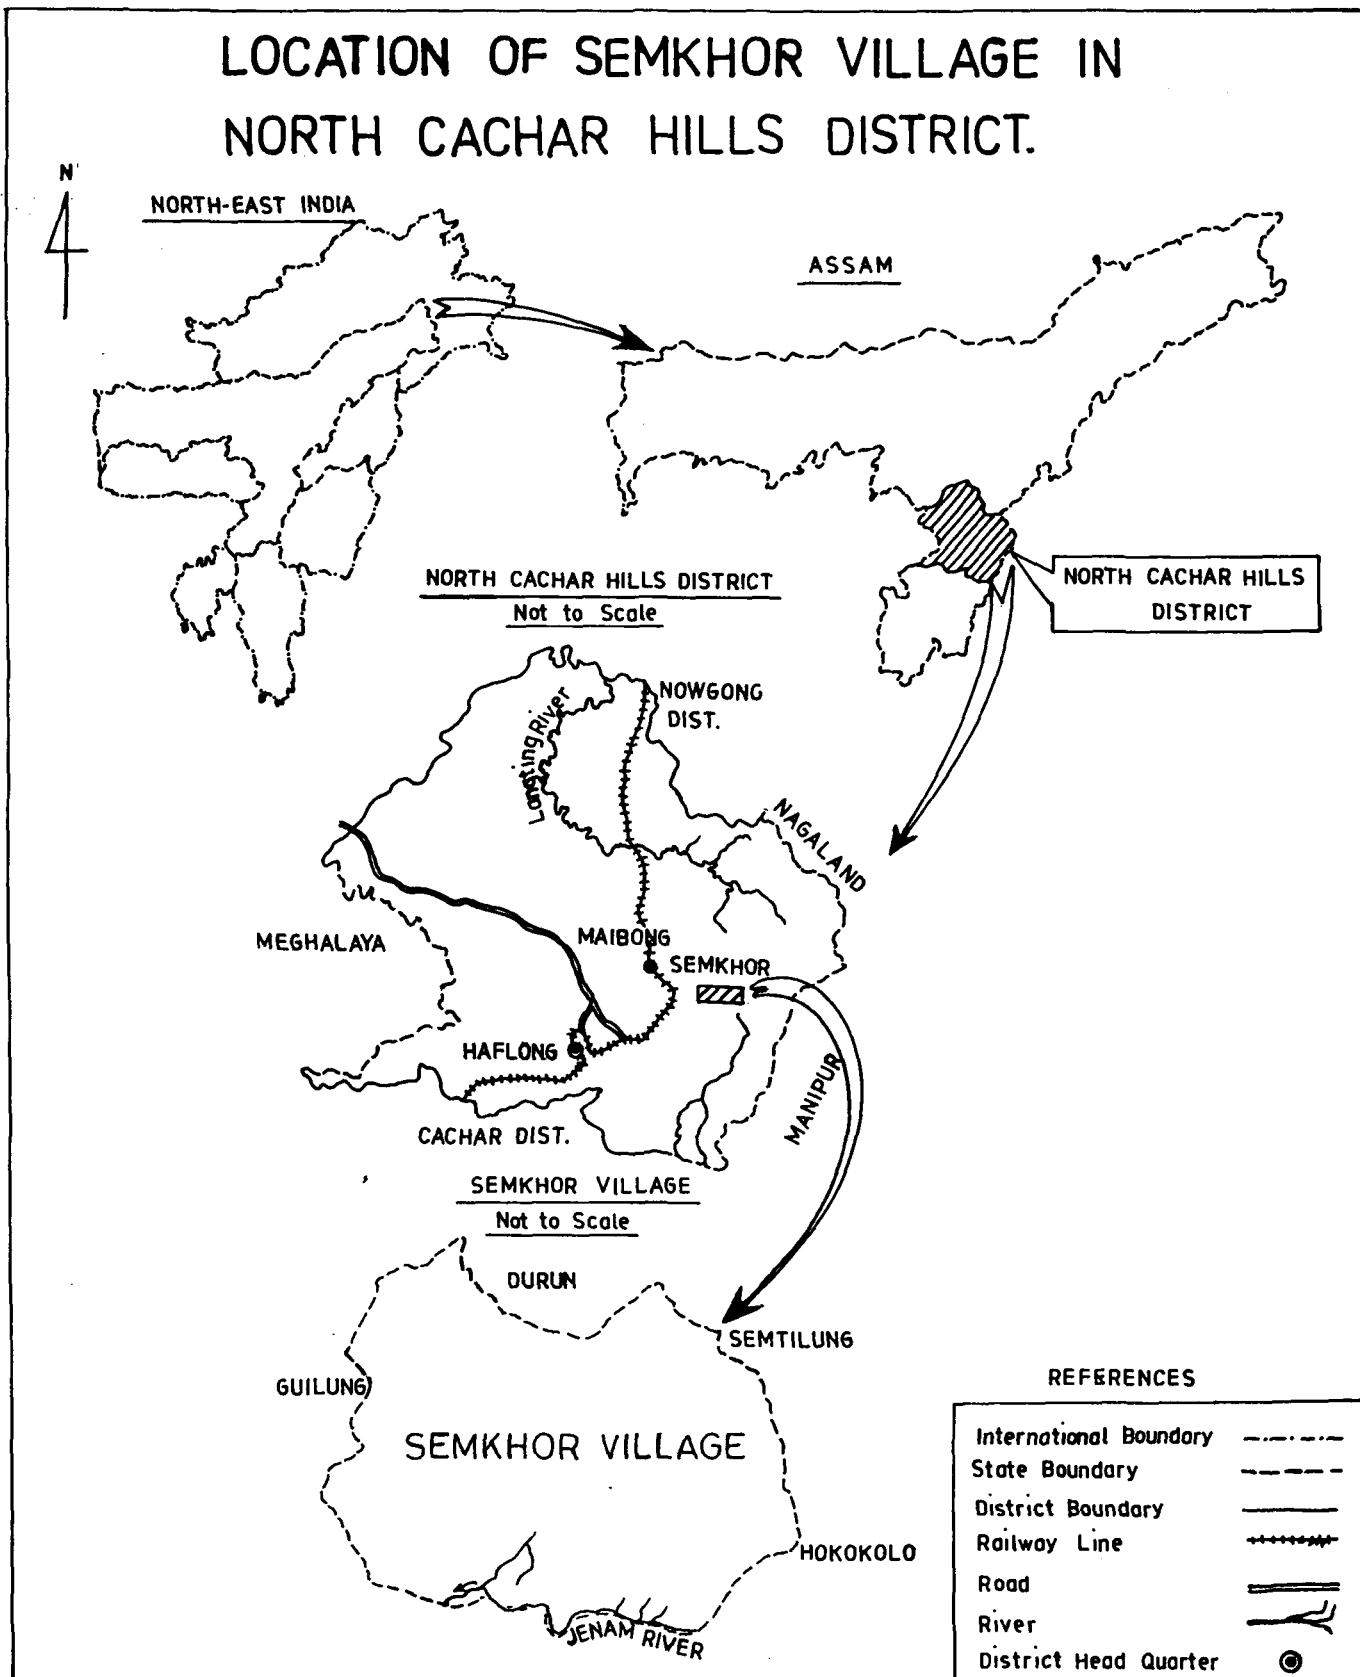 LOCATION OF SEMKHOR VILLAGE IN
NORTH CACHAR HILLS DISTRICT.
N
NORTH-EAST INDIA
ASSAM
NORTH CACHAR HILLS
DISTRICT
NORTH CACHAR HILLS DISTRICT
Not to Scale
NOWGONG
DIST.
Langting River
NAGALAND
MEGHALAYA
MAIBONG
SEMKHOR
HAFLONG
MANIPUR
CACHAR DIST.
SEMKHOR VILLAGE
Not to Scale
DURUN
SEMTILUNG
GUILUNG
SEMKHOR VILLAGE
HOKOKOLO
JENAM RIVER
REFERENCES
International Boundary
State Boundary
District Boundary
Railway Line
Road
River
District Head Quarter